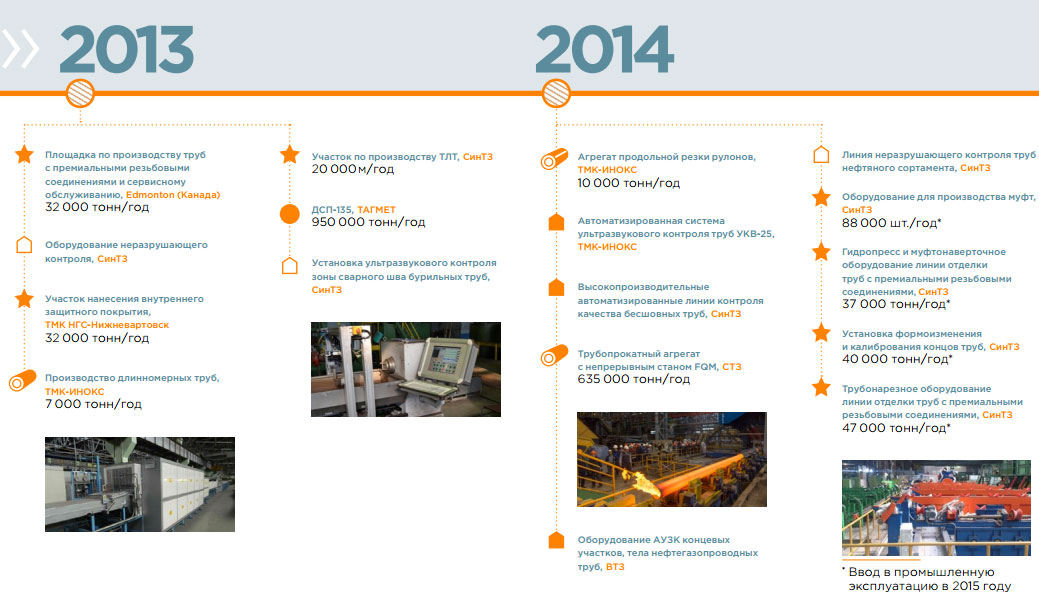 2013
Площадка по производству труб
с премиальными резьбовыми
соединениями и сервисному
обслуживанию, Edmonton (Канада)
32 000 тонн/год
Оборудование неразрушающего
контроля, СинТЗ
Участок нанесения внутреннего
защитного покрытия,
ТМК НГС-Нижневартовск
32 000 тонн/год
Производство длинномерных труб,
ТМК-ИНОКС
7 000 тонн/год
Участок по производству ТЛТ, СинТЗ
20 000 м/год
ДСП-135, ТАГМЕТ
950 000 тонн/год
Установка ультразвукового контроля
зоны сварного шва бурильных труб,
СинТЗ
2014
Агрегат продольной резки рулонов,
ТМК-ИНОКС
10 000 тонн/год
Автоматизированная система
ультразвукового контроля труб УКВ-25,
ТМК-ИНОКС
Высокопроизводительные
автоматизированные линии контроля
качества бесшовных труб, СинТЗ
Трубопрокатный агрегат
с непрерывным станом FQM, СТЗ
635 000 тонн/год
Оборудование АУЗК концевых
участков, тела нефтегазопроводных
труб, ВТЗ
Линия неразрушающего контроля труб
нефтяного сортамента, СинТЗ
Оборудование для производства муфт,
СинТЗ
88 000 шт./год*
Гидропресс и муфтонаверточное
оборудование линии отделки
труб с премиальными резьбовыми
соединениями, СинТЗ
37 000 тонн/год*
Установка формоизменения
и калибрования концов труб, СинТЗ
40 000 тонн/год*
Трубонарезное оборудование
линии отделки труб с премиальными
резьбовыми соединениями, СинТЗ
47 000 тонн/год*
* Ввод в промышленную
эксплуатацию в 2015 году